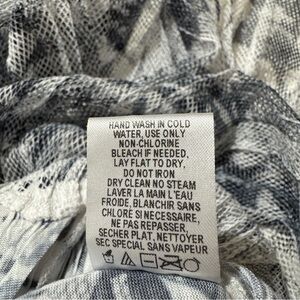 HAND WASH IN COLD
WATER, USE ONLY
NON-CHLORINE
BLEACH IF NEEDED,
LAY FLAT TO DRY,
DO NOT IRON
DRY CLEAN NO STEAM
LAVER LA MAIN L'EAU
FROIDE, BLANCHIR SANS
CHLORE SI NECESSAIRE,
NE PAS REPASSER,
SECHER PLAT, NETTOYER
SEC SPECIAL SANS VAPEUR